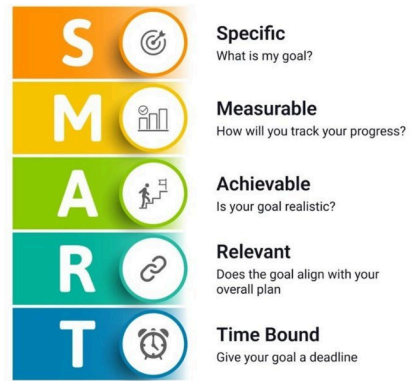 S
Specific
What is my goal?
M
Measurable
How will you track your progress?
A
Achievable
Is your goal realistic?
R
Relevant
Does the goal align with your
overall plan
T
Time Bound
Give your goal a deadline